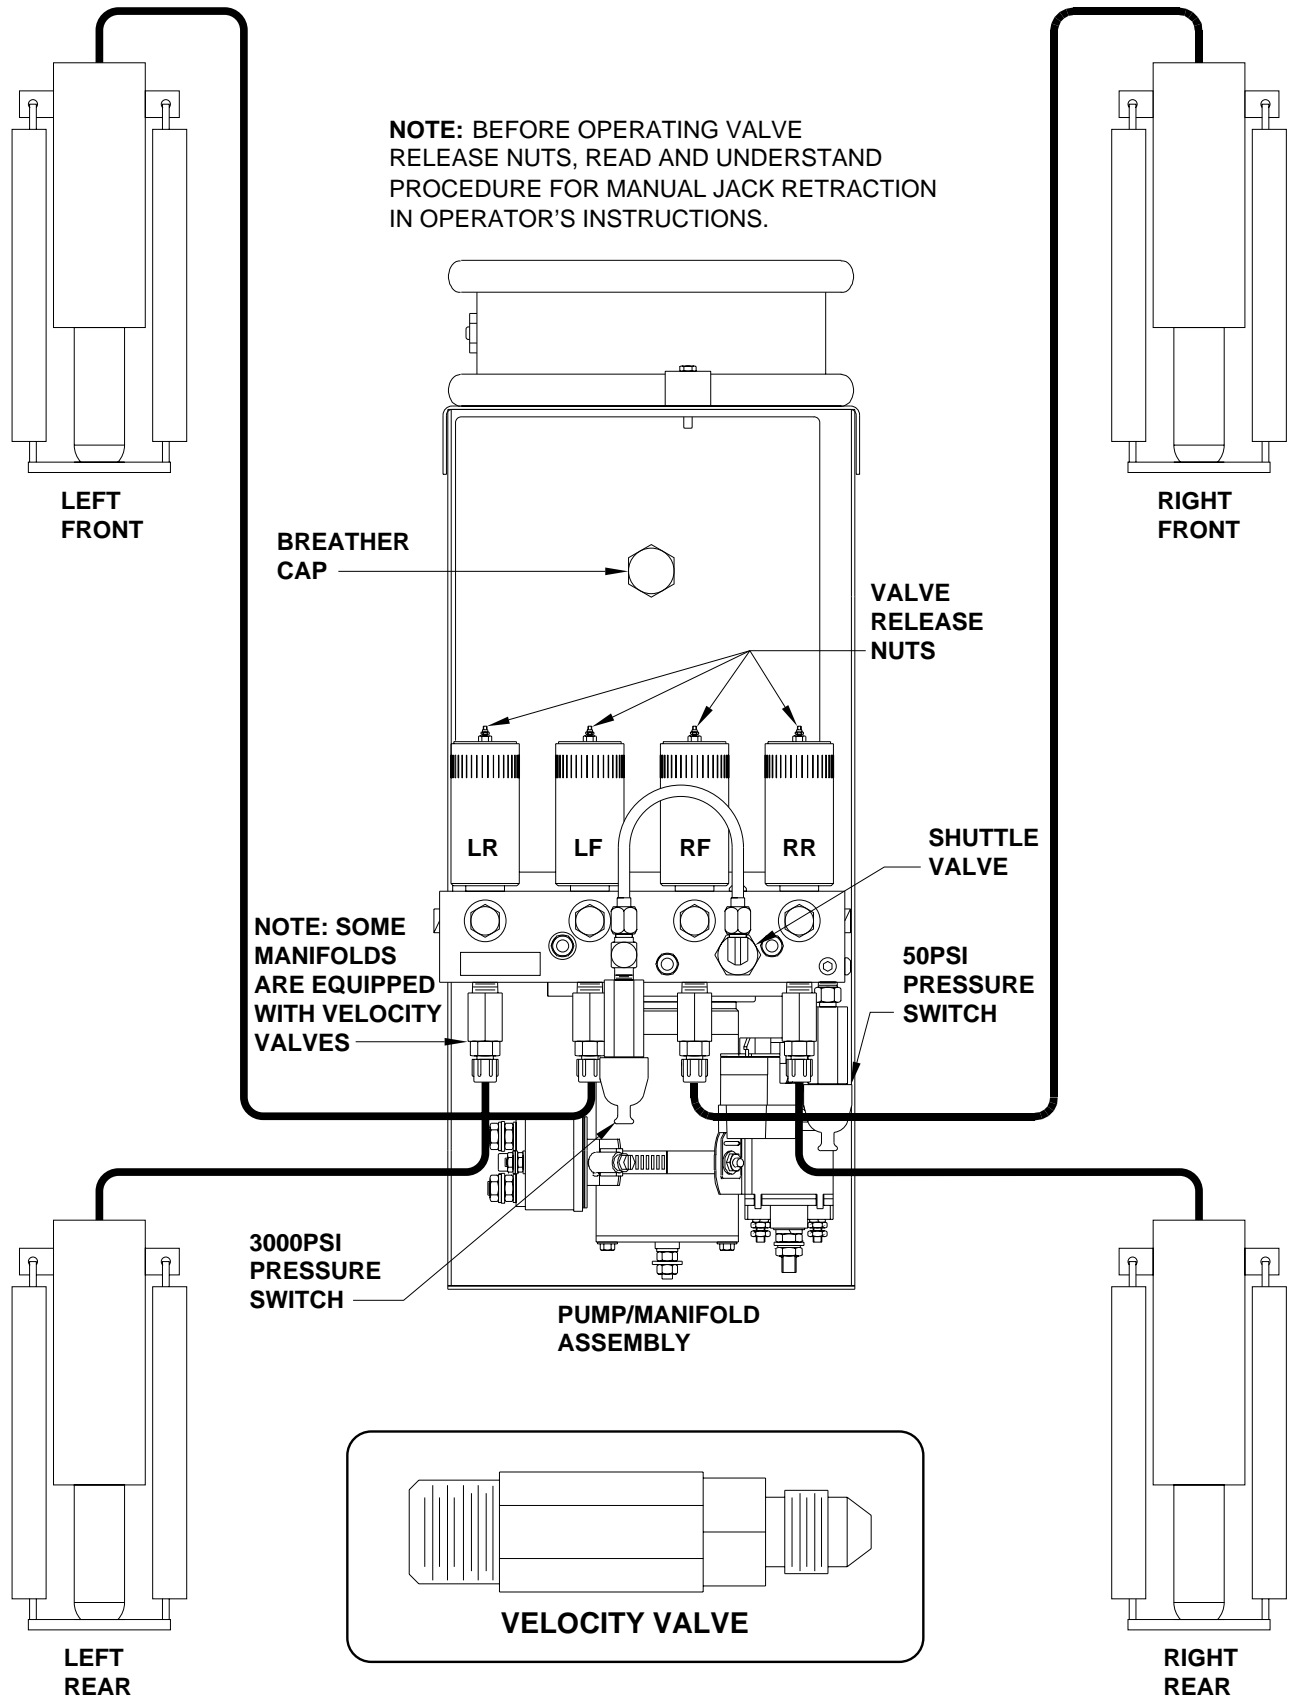 NOTE: BEFORE OPERATING VALVE
RELEASE NUTS, READ AND UNDERSTAND
PROCEDURE FOR MANUAL JACK RETRACTION
IN OPERATOR'S INSTRUCTIONS.
LEFT
FRONT
RIGHT
FRONT
BREATHER
CAP
VALVE
RELEASE
NUTS
LR
LF
RF
RR
SHUTTLE
VALVE
NOTE: SOME
MANIFOLDS
ARE EQUIPPED
WITH VELOCITY
VALVES
50PSI
PRESSURE
SWITCH
3000PSI
PRESSURE
SWITCH
PUMP/MANIFOLD
ASSEMBLY
VELOCITY VALVE
LEFT
REAR
RIGHT
REAR